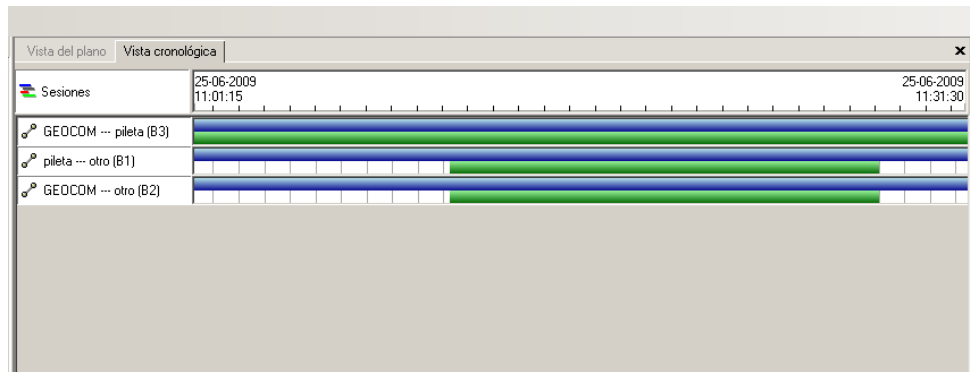 Vista del plano Vista cronológica
Sesiones
25-06-2009 25-06-2009
11:01:15 11:31:30
GEOCOM --- pileta (B3)
pileta --- otro (B1)
GEOCOM --- otro (B2)